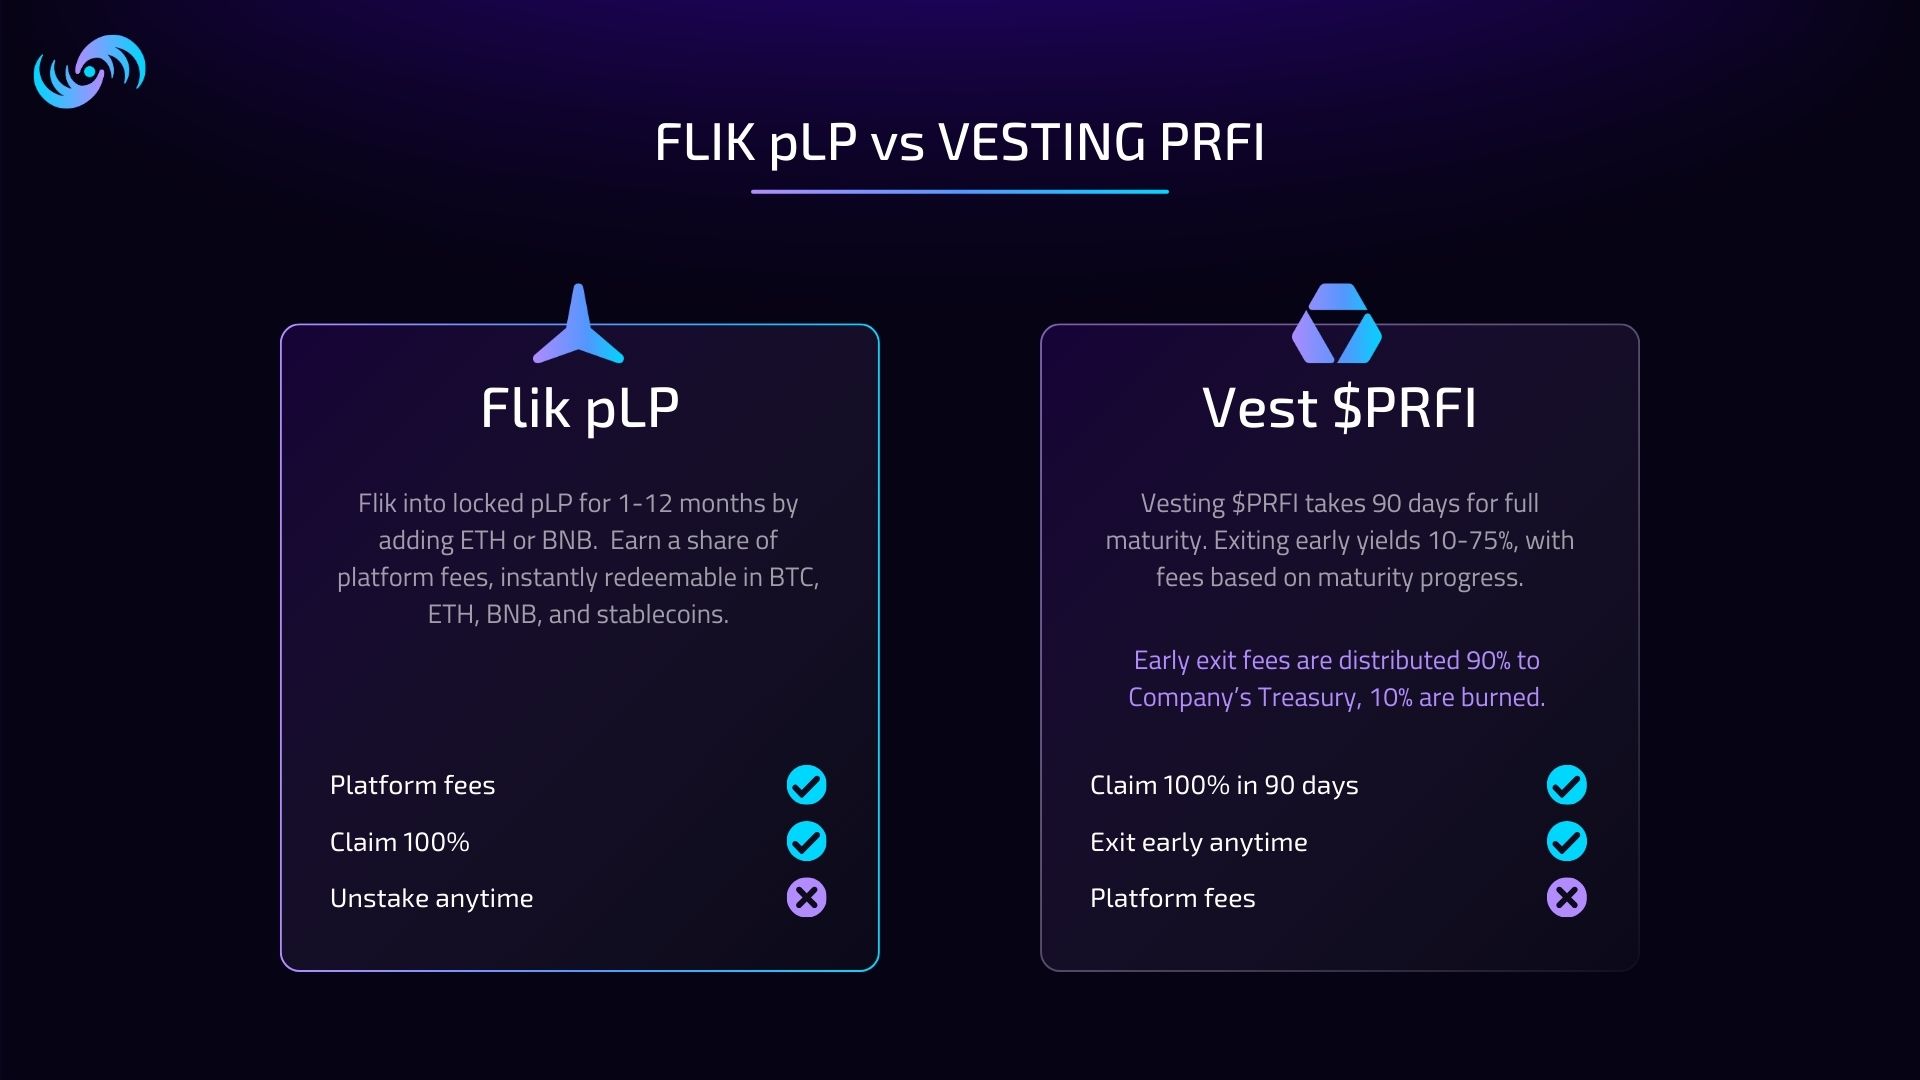 FLIK pLP vs VESTING PRFI
Flik pLP
Flik into locked pLP for 1-12 months by
adding ETH or BNB.  Earn a share of
platform fees, instantly redeemable in BTC,
ETH, BNB, and stablecoins.
Platform fees
Claim 100%
Unstake anytime
Vest $PRFI
Vesting $PRFI takes 90 days for full
maturity. Exiting early yields 10-75%, with
fees based on maturity progress.
Early exit fees are distributed 90% to
Company’s Treasury, 10% are burned.
Claim 100% in 90 days
Exit early anytime
Platform fees